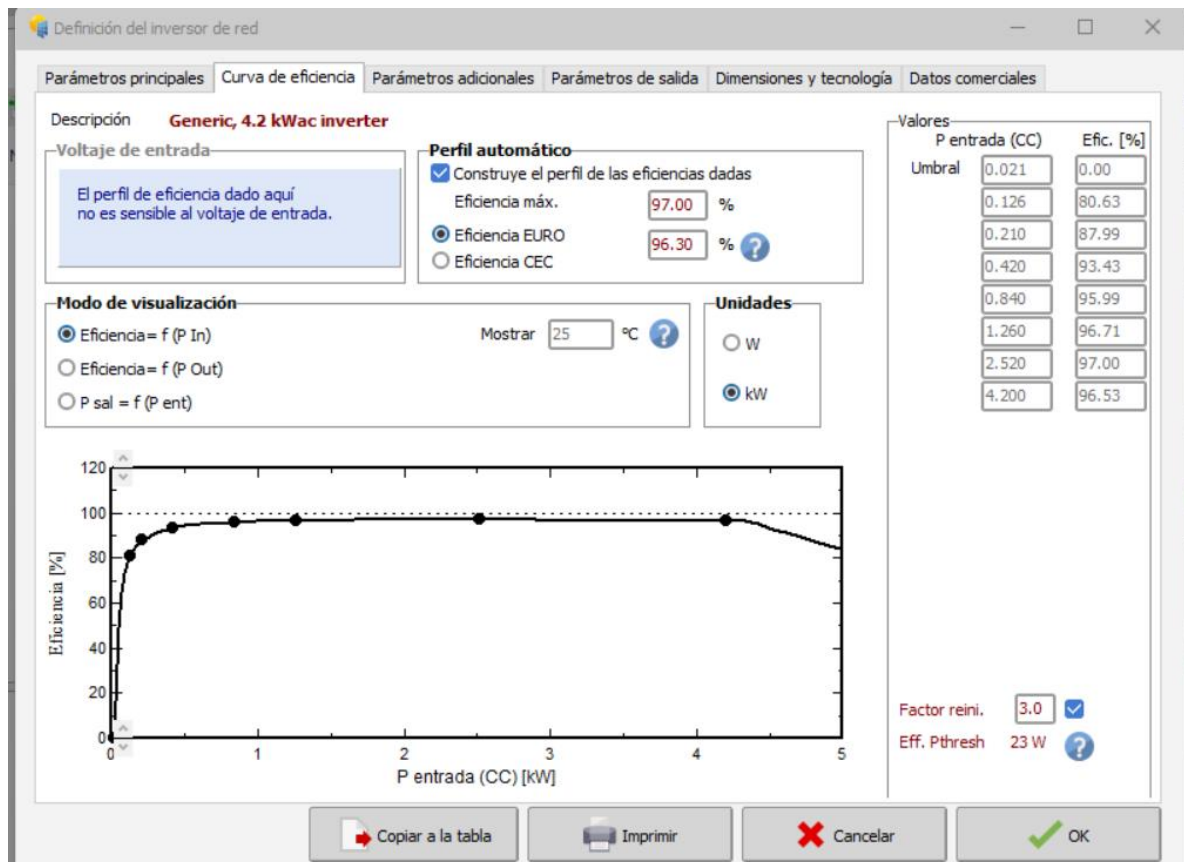 Definición del inversor de red
Parámetros principales Curva de eficiencia Parámetros adicionales Parámetros de salida Dimensiones y tecnología Datos comerciales
Descripción Generic, 4.2 kWac inverter
Voltaje de entrada
El perfil de eficiencia dado aquí
no es sensible al voltaje de entrada.
Perfil automático
Construye el perfil de las eficiencias dadas
Eficiencia máx. 97.00 %
Eficiencia EURO 96.30 % ?
Eficiencia CEC
Modo de visualización
Eficiencia= f (P In) Mostrar 25 ºC ?
Eficiencia= f (P Out)
P sal = f (P ent)
Unidades
W
kW
Valores
P entrada (CC) Efic. [%]
Umbral 0.021 0.00
0.126 80.63
0.210 87.99
0.420 93.43
0.840 95.99
1.260 96.71
2.520 97.00
4.200 96.53
120
100
80
60
40
20
0
Eficiencia [%]
0 1 2 3 4 5
P entrada (CC) [kW]
Factor reini. 3.0
Eff. Pthresh 23 W ?
Copiar a la tabla Imprimir Cancelar OK